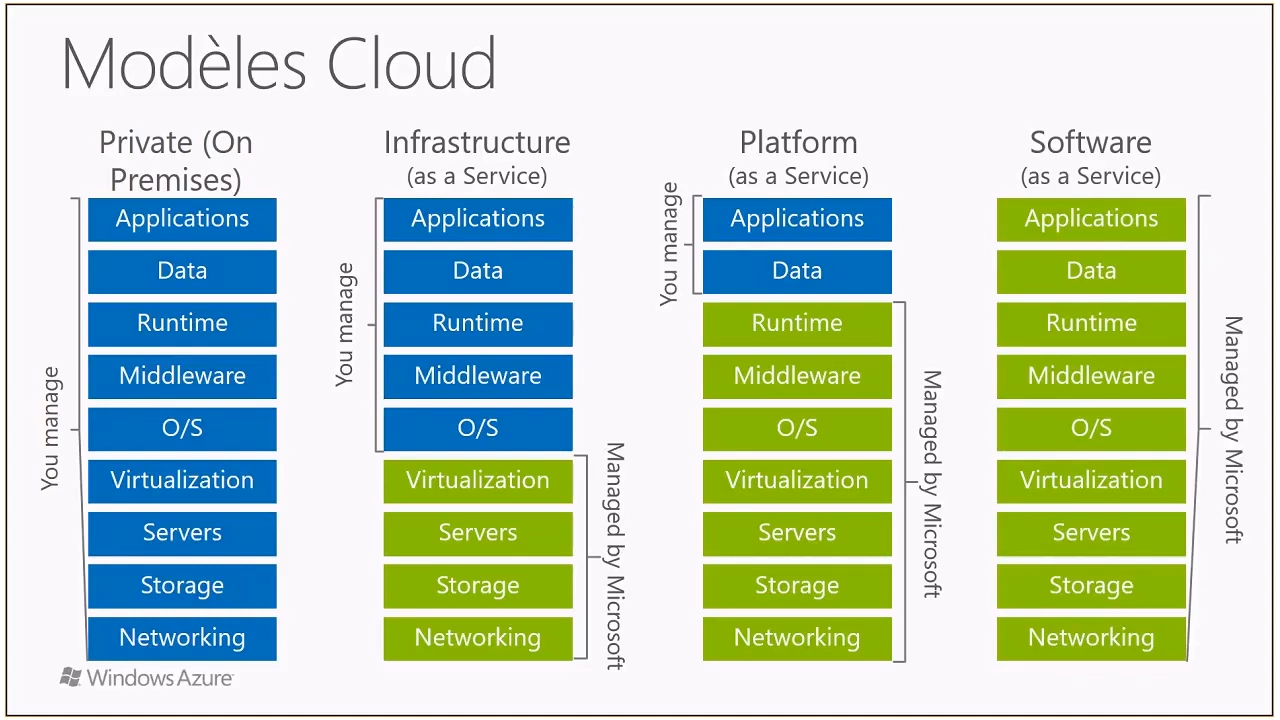 Modèles Cloud
Private (On
Premises)
You manage
Applications
Data
Runtime
Middleware
O/S
Virtualization
Servers
Storage
Networking
Infrastructure
(as a Service)
You manage
Applications
Data
Runtime
Middleware
O/S
Virtualization
Servers
Storage
Networking
Managed by Microsoft
Platform
(as a Service)
You manage
Applications
Data
Runtime
Middleware
O/S
Virtualization
Servers
Storage
Networking
Managed by Microsoft
Software
(as a Service)
Applications
Data
Runtime
Middleware
O/S
Virtualization
Servers
Storage
Networking
Managed by Microsoft
Windows Azure